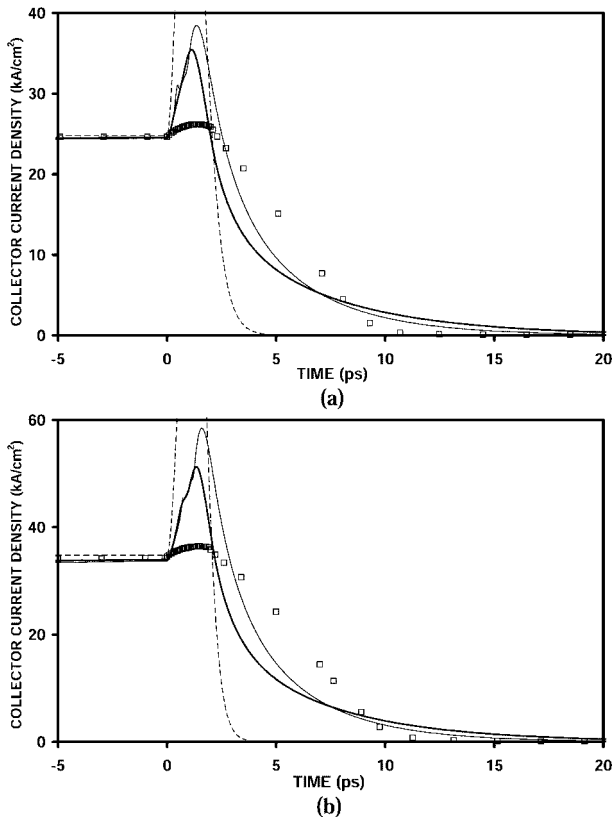 COLLECTOR CURRENT DENSITY (kA/cm²)
40
30
20
10
0
-5 0 5 10 15 20
TIME (ps)
(a)
COLLECTOR CURRENT DENSITY (kA/cm²)
60
40
20
0
-5 0 5 10 15 20
TIME (ps)
(b)